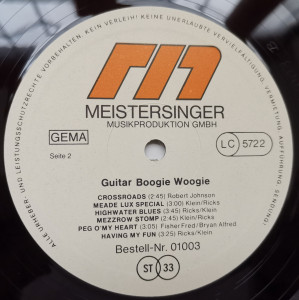 ALLE URHEBER- UND LEISTUNGSSCHUTZRECHTE VORBEHALTEN. KEIN VERLEIH! KEINE UNERLAUBTE VERVIELFÄLTIGUNG, VERMIETUNG, AUFFÜHRUNG, SENDUNG!
m
MEISTERSINGER
MUSIKPRODUKTION GMBH
GEMA
LC 5722
Seite 2
Guitar Boogie Woogie
CROSSROADS (2:45) Robert Johnson
MEADE LUX SPECIAL (3:00) Klein/Ricks
HIGHWATER BLUES (3:45) Ricks/Klein
MEZZROW STOMP (2:45) Klein/Ricks
PEG O'MY HEART (3:05) Fisher Fred/Bryan Alfred
HAVING MY FUN (3:25) Ricks/Klein
Bestell-Nr. 01003
ST 33